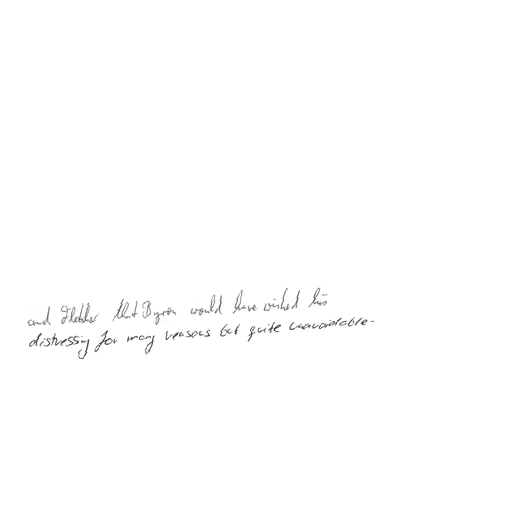 and Fletcher that Byron would have wished his
distressing for many reasons but quite unavoidable-